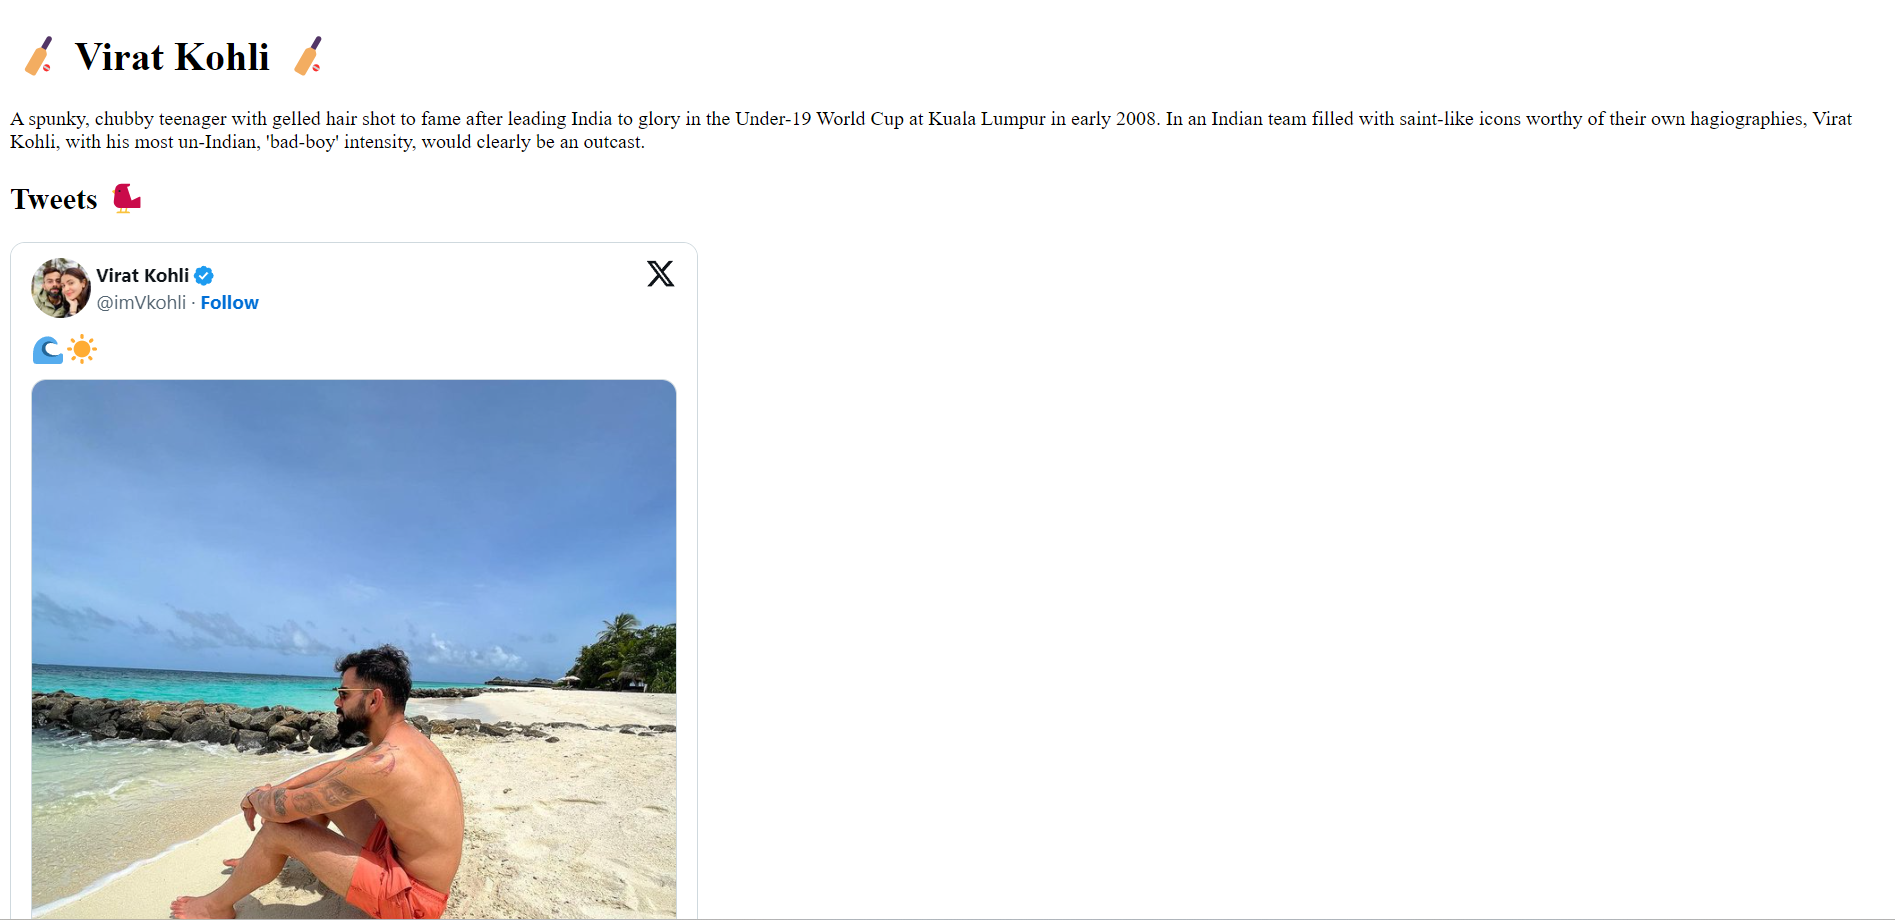 Virat Kohli
A spunky, chubby teenager with gelled hair shot to fame after leading India to glory in the Under-19 World Cup at Kuala Lumpur in early 2008. In an Indian team filled with saint-like icons worthy of their own hagiographies, Virat
Kohli, with his most un-Indian, 'bad-boy' intensity, would clearly be an outcast.
Tweets
Virat Kohli
@imVkohli · Follow